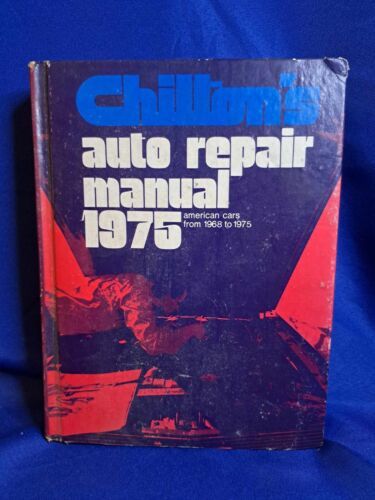 Chilton's
auto repair
manual
1975
american cars
from 1968 to 1975